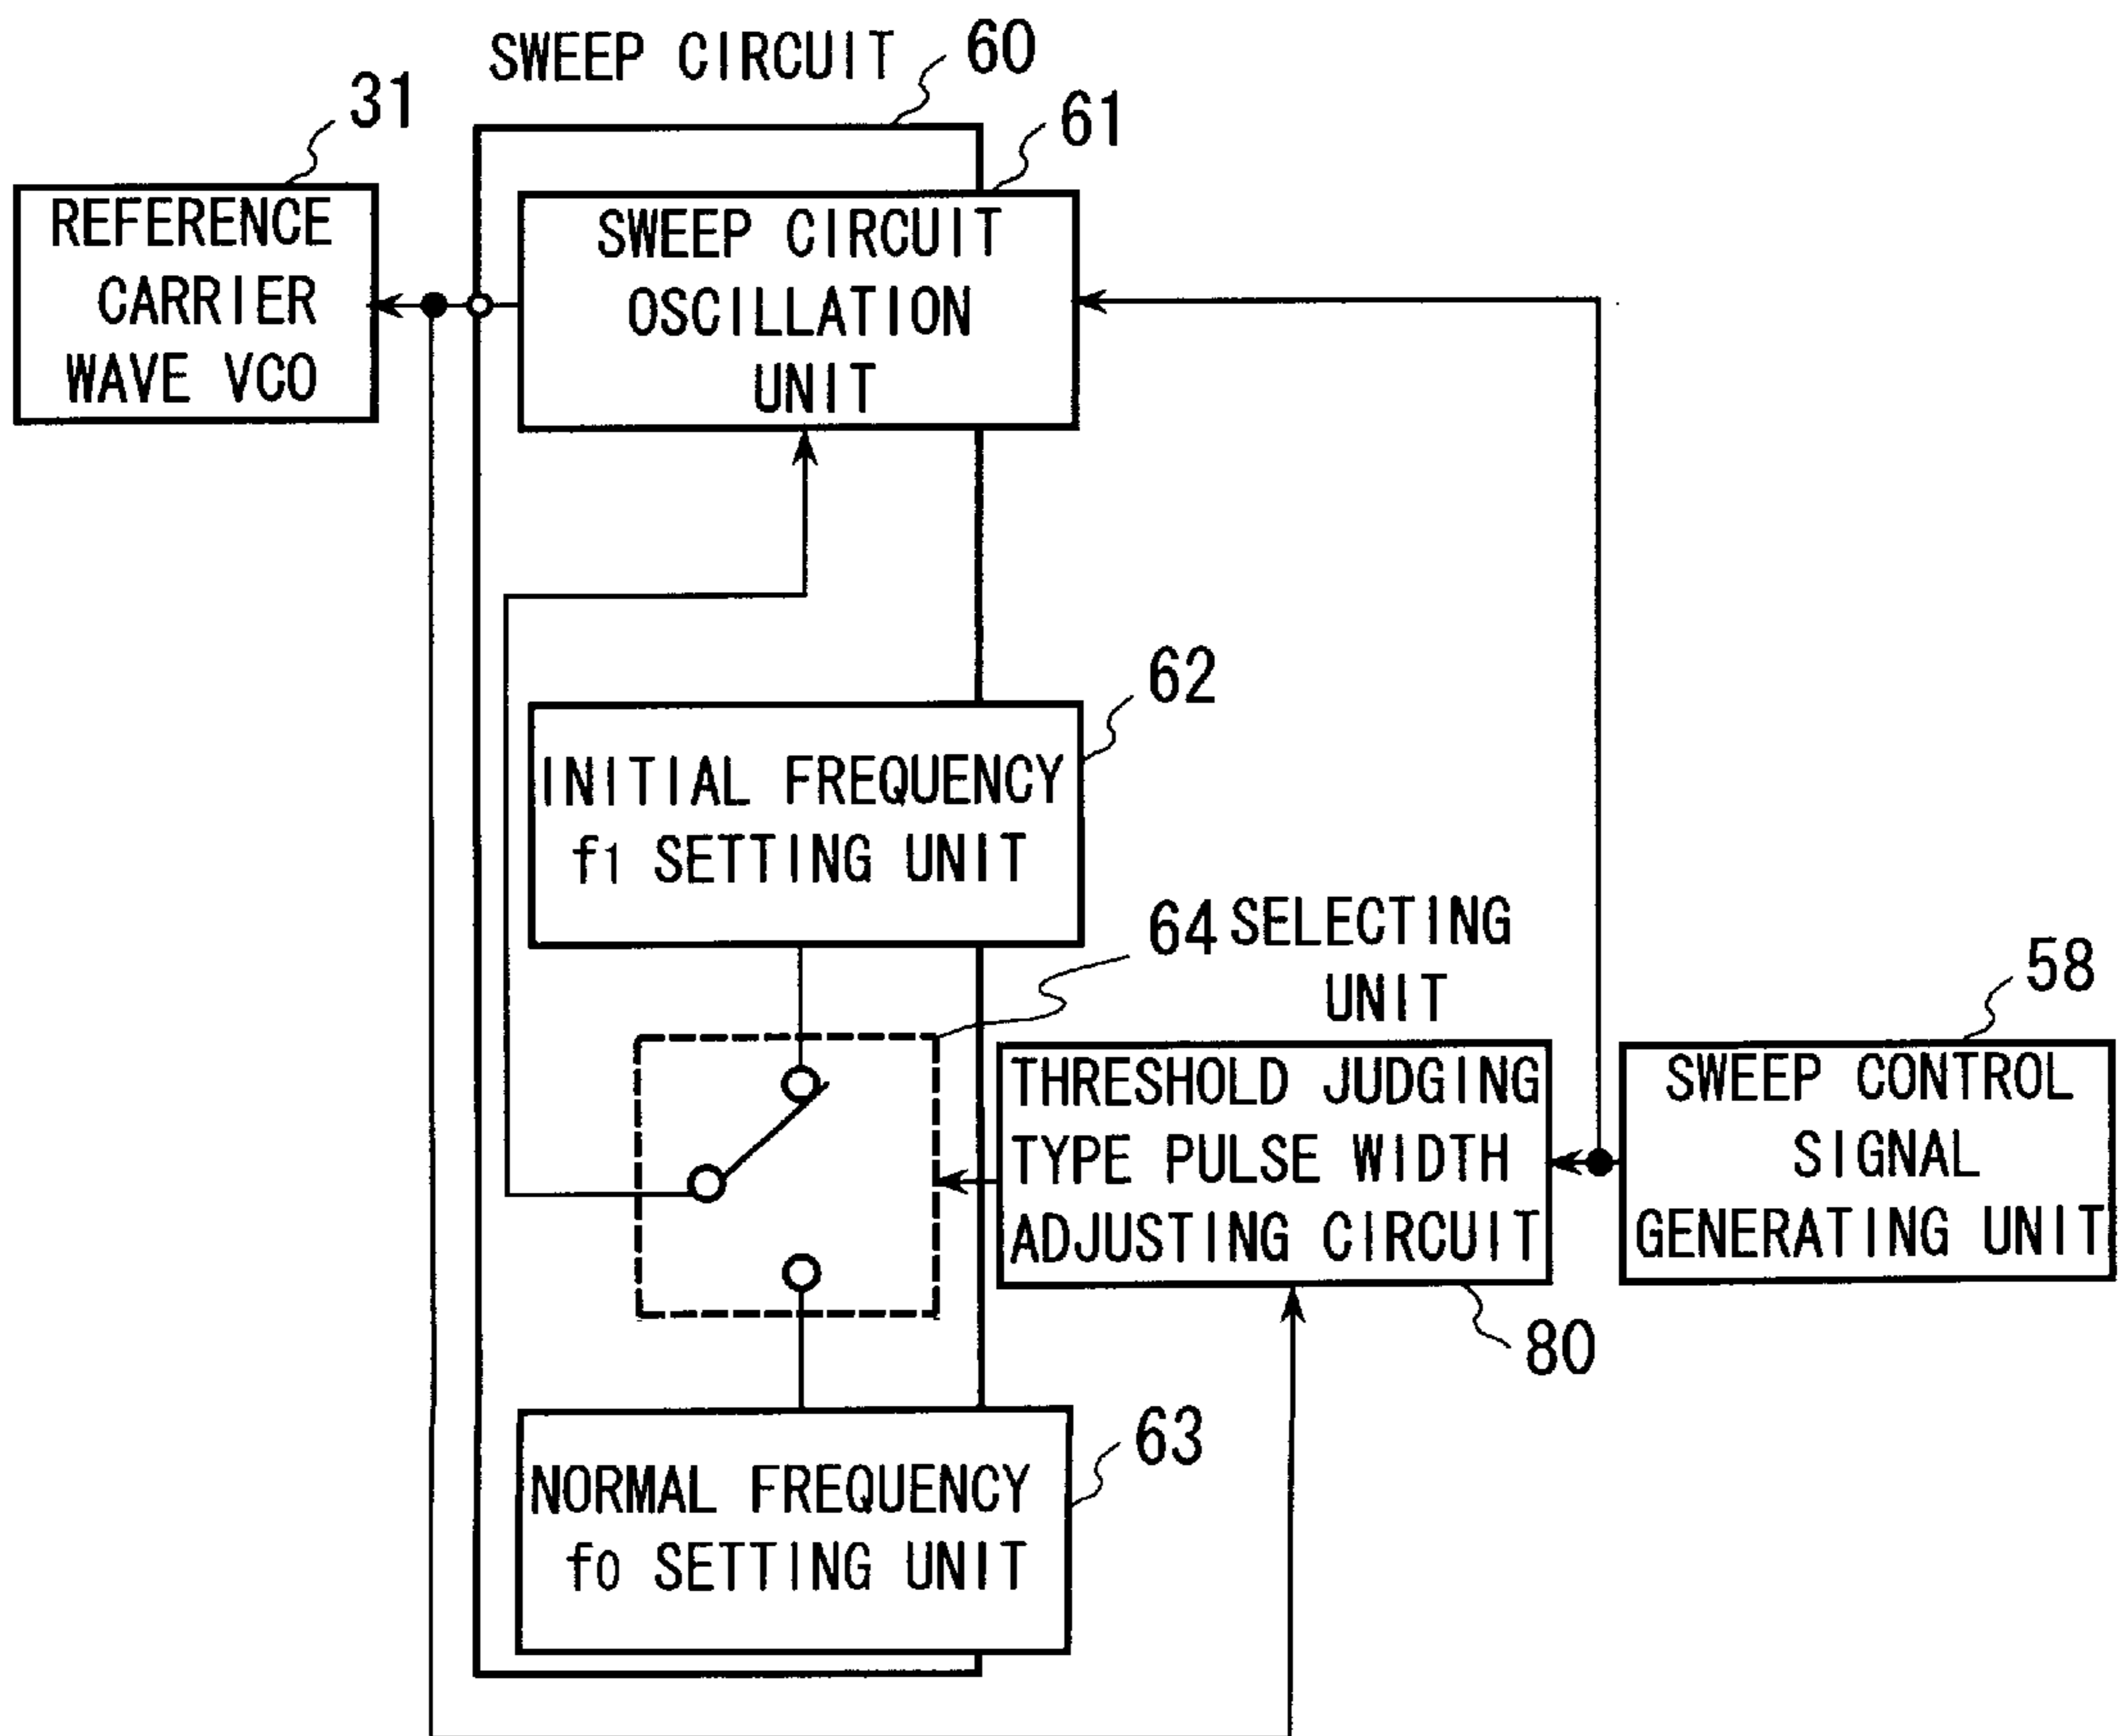 SWEEP CIRCUIT
60
31
61
REFERENCE
CARRIER
WAVE VCO
SWEEP CIRCUIT
OSCILLATION
UNIT
62
INITIAL FREQUENCY
f1 SETTING UNIT
64 SELECTING
UNIT
58
THRESHOLD JUDGING
TYPE PULSE WIDTH
ADJUSTING CIRCUIT
SWEEP CONTROL
SIGNAL
GENERATING UNIT
80
63
NORMAL FREQUENCY
f0 SETTING UNIT